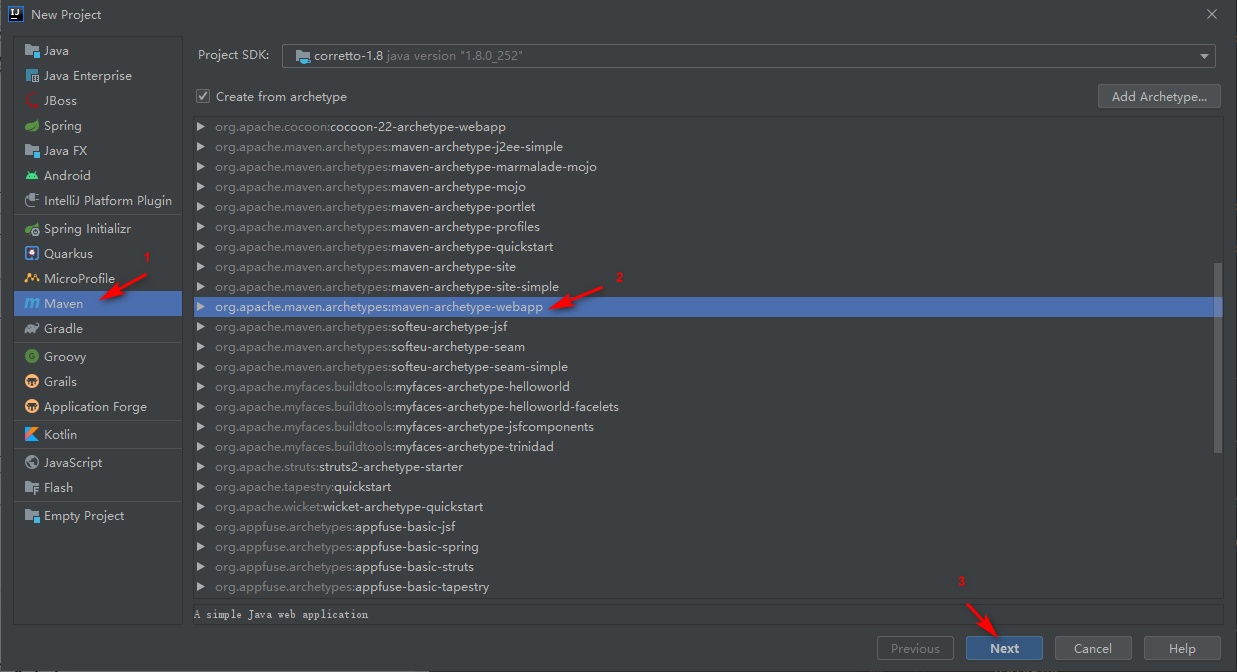 New Project
Java
Java Enterprise
JBoss
Spring
Java FX
Android
IntelliJ Platform Plugin
Spring Initializr
Quarkus
MicroProfile
Maven
Gradle
Groovy
Grails
Application Forge
Kotlin
JavaScript
Flash
Empty Project
1
Project SDK: corretto-1.8 java version "1.8.0_252"
Create from archetype
Add Archetype...
org.apache.cocoon:cocoon-22-archetype-webapp
org.apache.maven.archetypes:maven-archetype-j2ee-simple
org.apache.maven.archetypes:maven-archetype-marmalade-mojo
org.apache.maven.archetypes:maven-archetype-mojo
org.apache.maven.archetypes:maven-archetype-portlet
org.apache.maven.archetypes:maven-archetype-profiles
org.apache.maven.archetypes:maven-archetype-quickstart
org.apache.maven.archetypes:maven-archetype-site
org.apache.maven.archetypes:maven-archetype-site-simple
2
org.apache.maven.archetypes:maven-archetype-webapp
org.apache.maven.archetypes:softeu-archetype-jsf
org.apache.maven.archetypes:softeu-archetype-seam
org.apache.maven.archetypes:softeu-archetype-seam-simple
org.apache.myfaces.buildtools:myfaces-archetype-helloworld
org.apache.myfaces.buildtools:myfaces-archetype-helloworld-facelets
org.apache.myfaces.buildtools:myfaces-archetype-jsfcomponents
org.apache.myfaces.buildtools:myfaces-archetype-trinidad
org.apache.struts:struts2-archetype-starter
org.apache.tapestry:quickstart
org.apache.wicket:wicket-archetype-quickstart
org.appfuse.archetypes:appfuse-basic-jsf
org.appfuse.archetypes:appfuse-basic-spring
org.appfuse.archetypes:appfuse-basic-struts
org.appfuse.archetypes:appfuse-basic-tapestry
3
A simple Java web application
Previous
Next
Cancel
Help